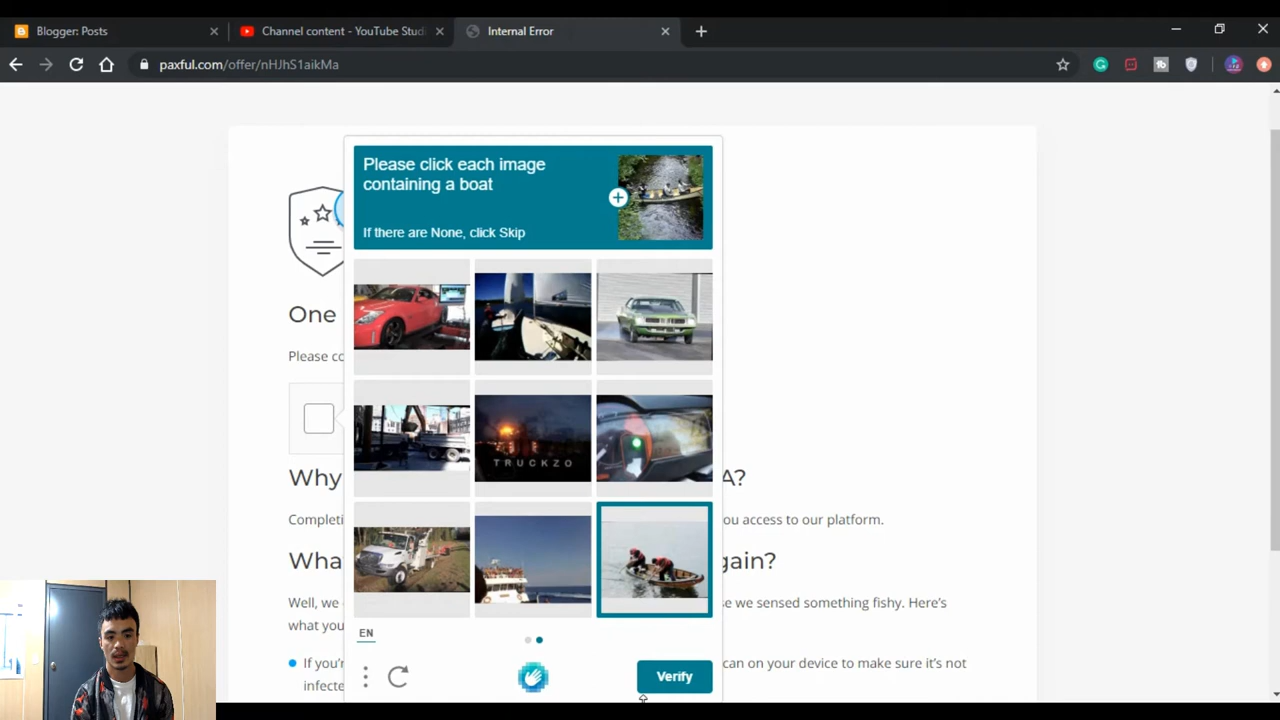 Blogger: Posts
Channel content - YouTube Stud
Internal Error
paxful.com/offer/nHJhS1aikMa
Please click each image
containing a boat
If there are None, click Skip
One
Please co
TRUCKZO
Why
A?
Completi
ou access to our platform.
Wha
gain?
Well, we
e we sensed something fishy. Here's
what you
EN
If you'r
can on your device to make sure it's not
infecte
Verify